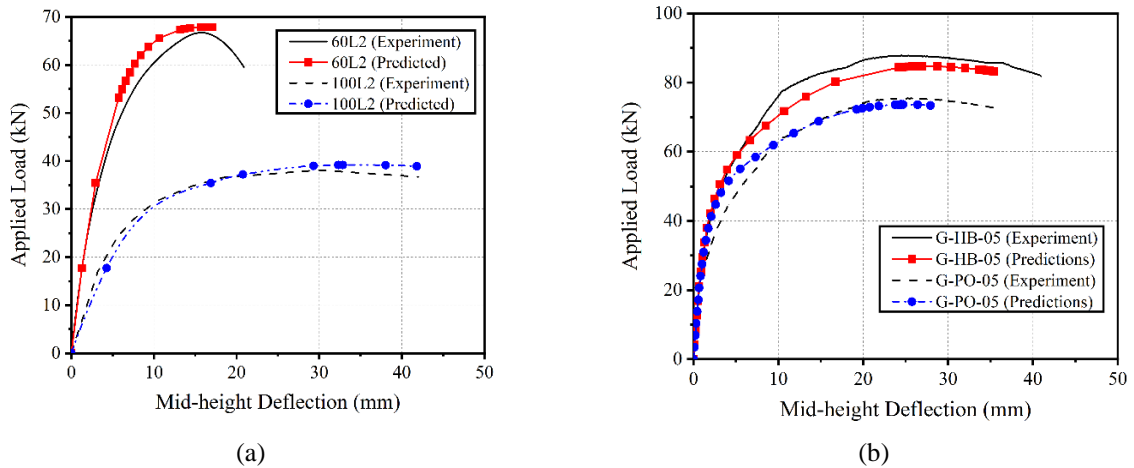 70
60
50
40
30
20
10
0
Applied Load (kN)
60L2 (Experiment)
60L2 (Predicted)
100L2 (Experiment)
100L2 (Predicted)
0 10 20 30 40 50
Mid-height Deflection (mm)
(a)
100
80
60
40
20
0
Applied Load (kN)
G-HB-05 (Experiment)
G-HB-05 (Predictions)
G-PO-05 (Experiment)
G-PO-05 (Predictions)
0 10 20 30 40 50
Mid-height Deflection (mm)
(b)